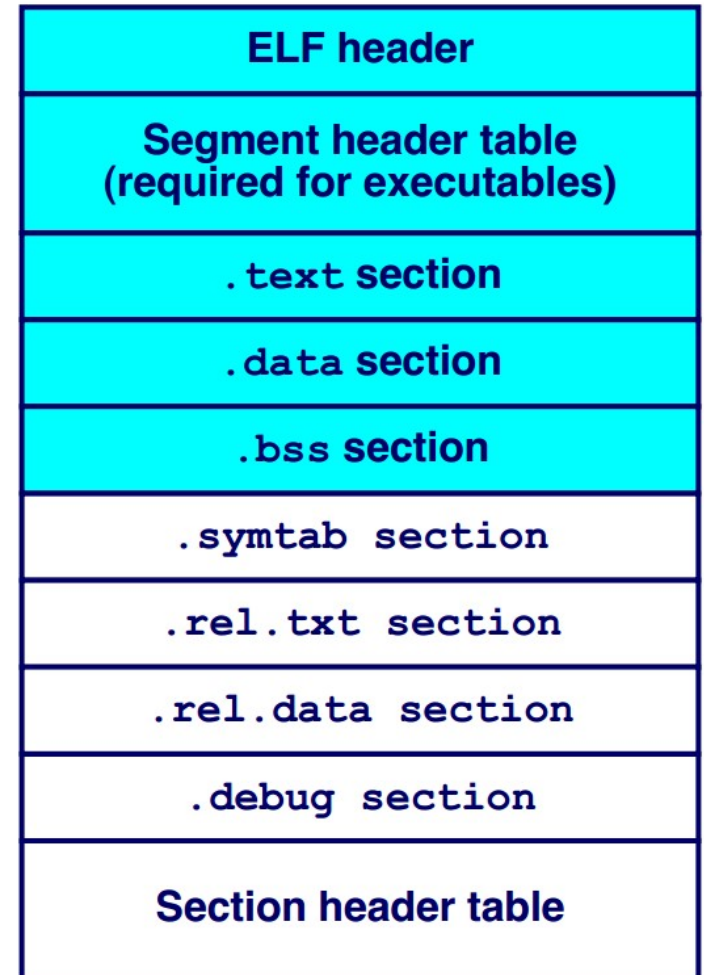 ELF header
Segment header table
(required for executables)
.text section
.data section
.bss section
.symtab section
.rel.txt section
.rel.data section
.debug section
Section header table